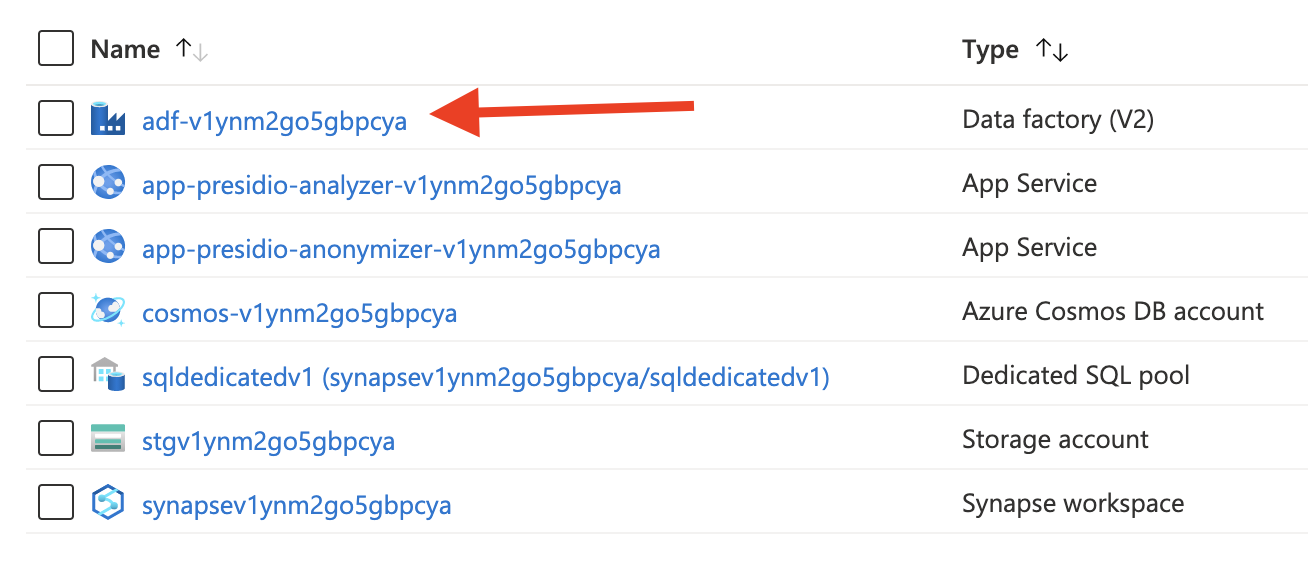 Name ↑↓ Type ↑↓
adf-v1ynm2go5gbpcya Data factory (V2)
app-presidio-analyzer-v1ynm2go5gbpcya App Service
app-presidio-anonymizer-v1ynm2go5gbpcya App Service
cosmos-v1ynm2go5gbpcya Azure Cosmos DB account
sqldedicatedv1 (synapsev1ynm2go5gbpcya/sqldedicatedv1) Dedicated SQL pool
stgv1ynm2go5gbpcya Storage account
synapsev1ynm2go5gbpcya Synapse workspace